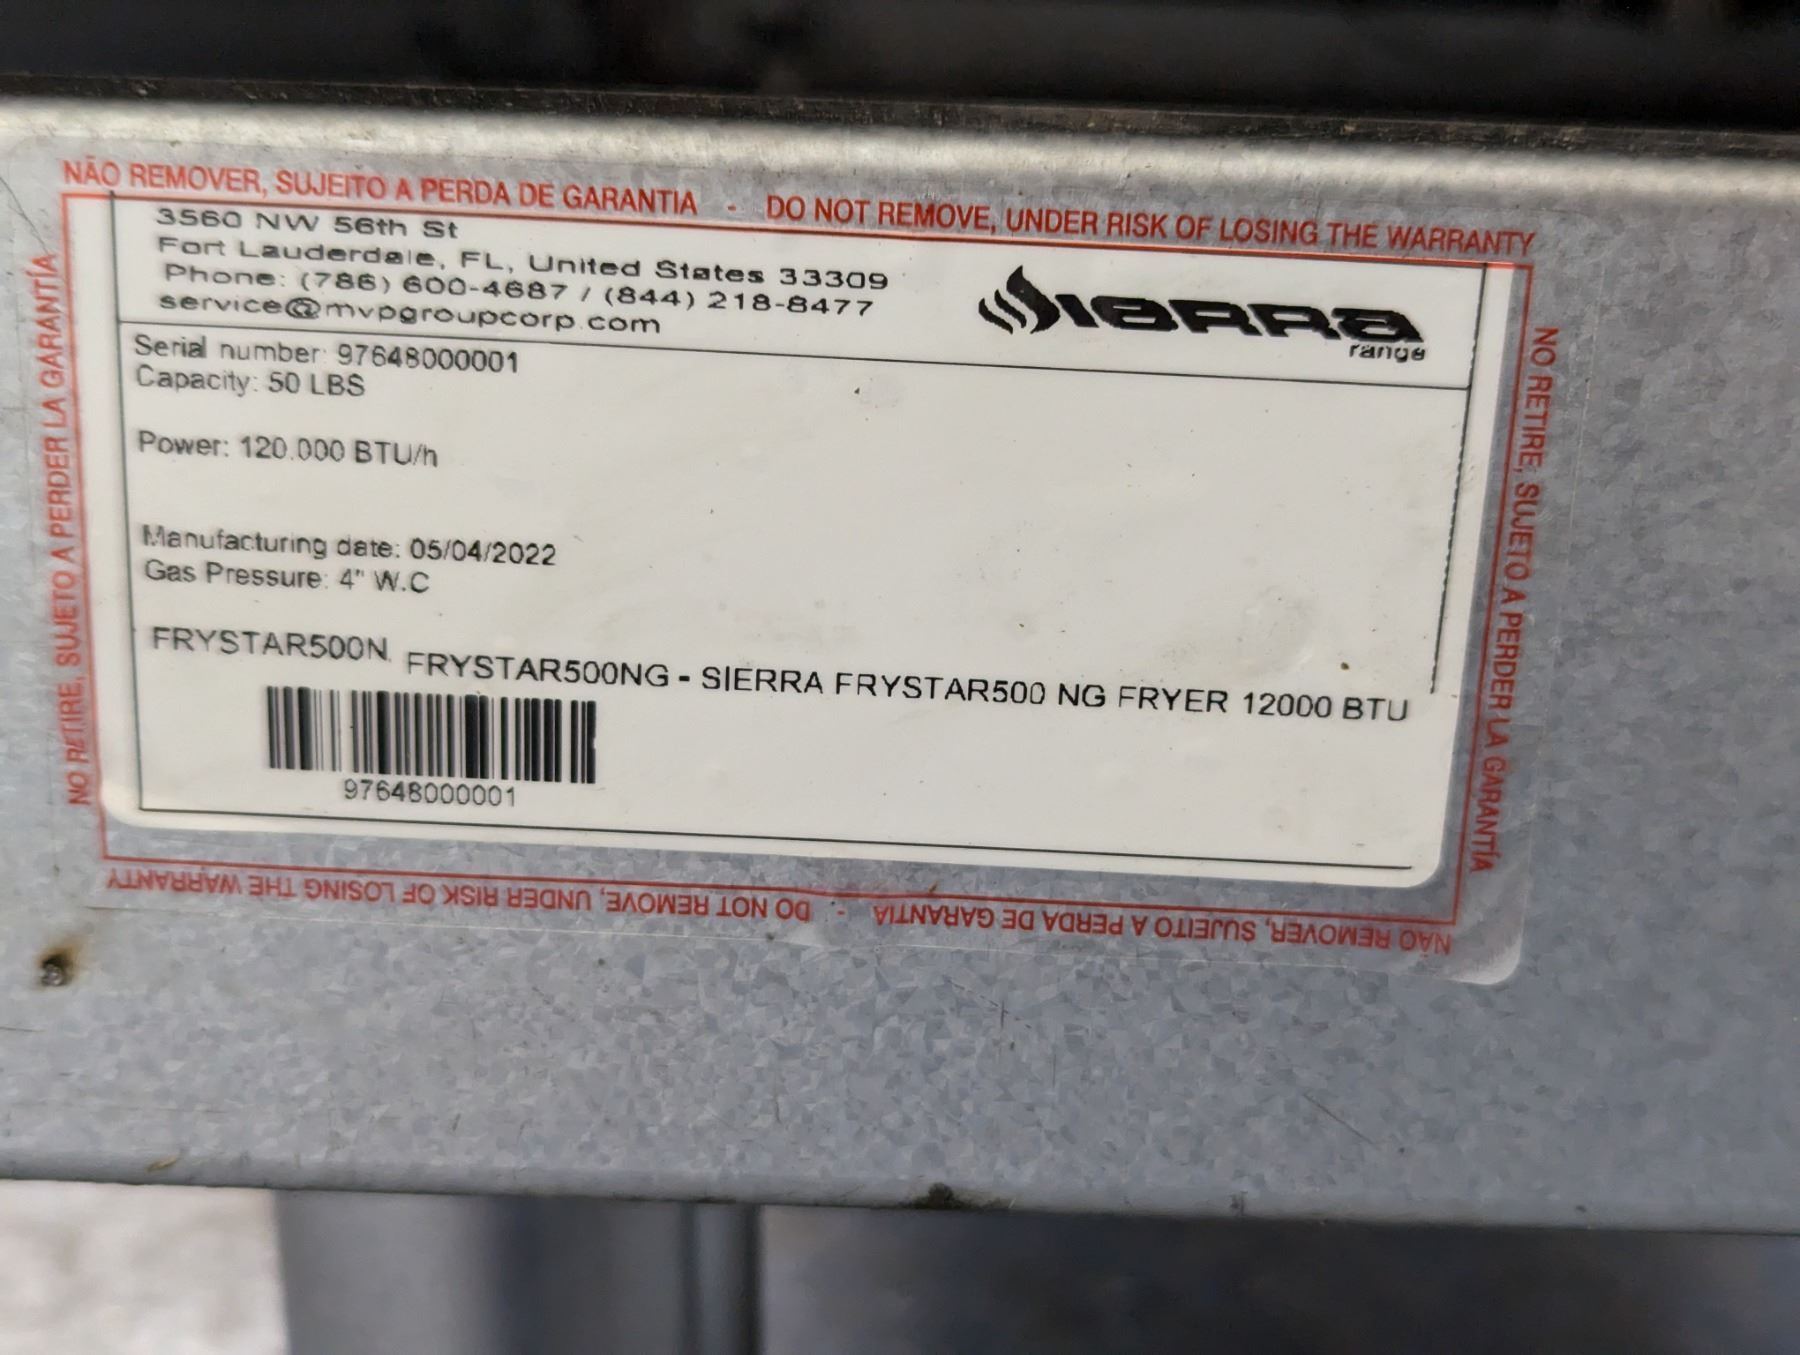 NÃO REMOVER, SUJEITO A PERDA DE GARANTIA - DO NOT REMOVE, UNDER RISK OF LOSING THE WARRANTY
3560 NW 56th St
Fort Lauderdale, FL, United States 33309
Phone: (786) 600-4687 / (844) 218-8477
service@mvpgroupcorp.com
SIERRA
range
Serial number: 97648000001
Capacity: 50 LBS
Power: 120.000 BTU/h
Manufacturing date: 05/04/2022
Gas Pressure: 4" W.C
FRYSTAR500N
FRYSTAR500NG - SIERRA FRYSTAR500 NG FRYER 12000 BTU
97648000001
NO RETIRE, SUJETO A PERDER LA GARANTÍA
NO RETIRE, SUJETO A PERDER LA GARANTÍA
NÃO REMOVER, SUJEITO A PERDA DE GARANTIA - DO NOT REMOVE, UNDER RISK OF LOSING THE WARRANTY